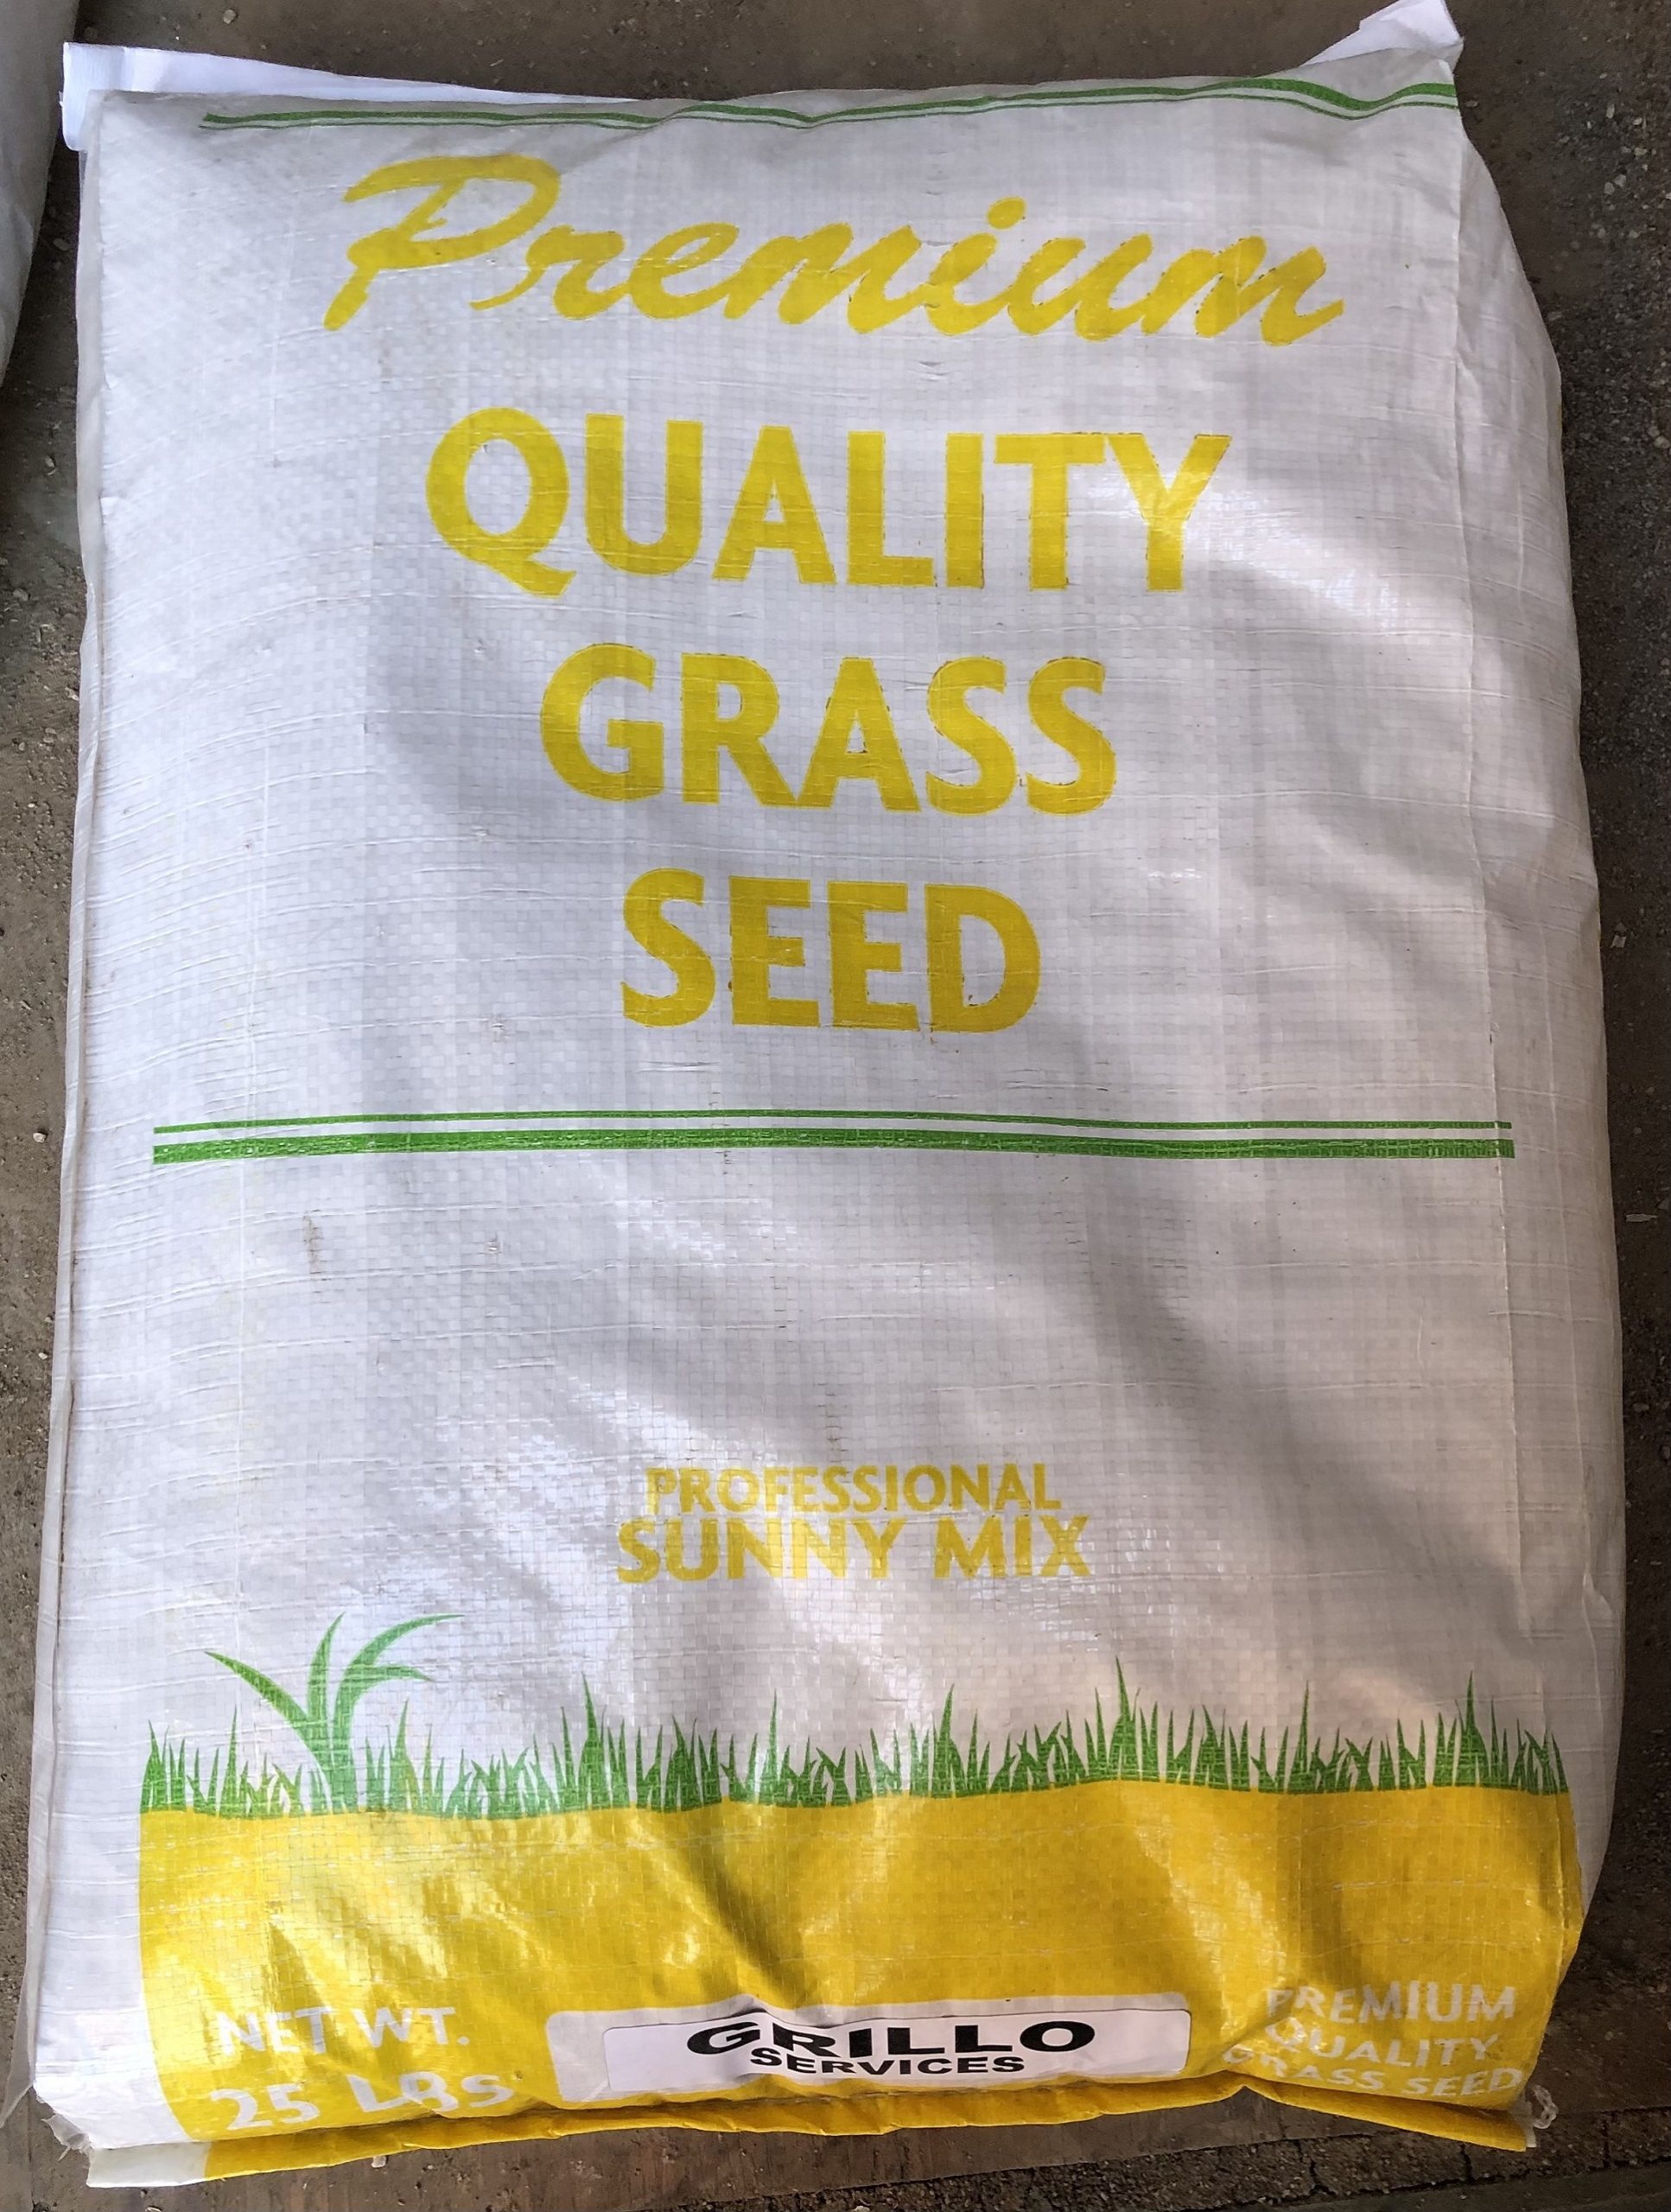 Premium
QUALITY
GRASS
SEED
PROFESSIONAL
SUNNY MIX
NET WT.
25 LBS
GRILLO
SERVICES
PREMIUM
QUALITY
GRASS SEED